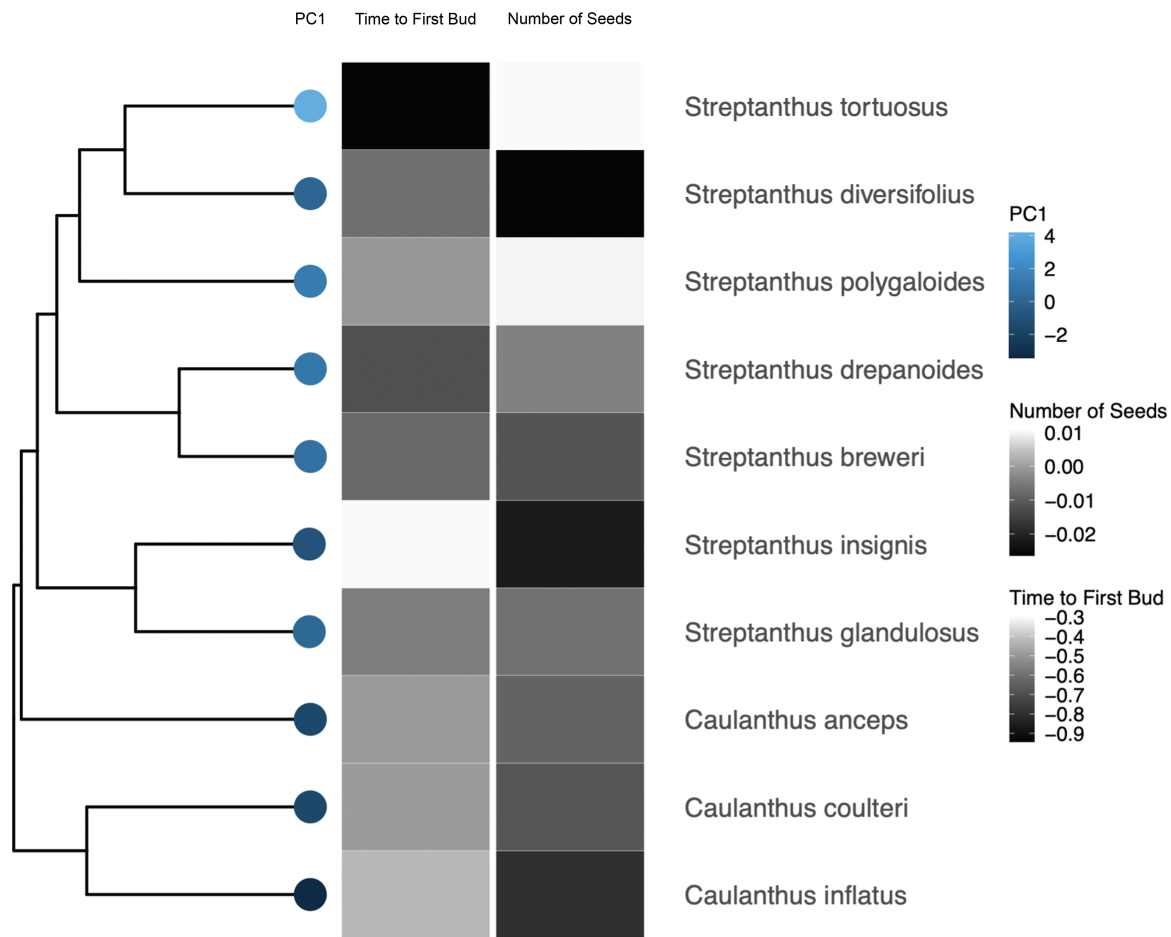 PC1 Time to First Bud Number of Seeds
Streptanthus tortuosus
Streptanthus diversifolius
Streptanthus polygaloides
Streptanthus drepanoides
Streptanthus breweri
Streptanthus insignis
Streptanthus glandulosus
Caulanthus anceps
Caulanthus coulteri
Caulanthus inflatus
PC1
4
2
0
−2
Number of Seeds
0.01
0.00
−0.01
−0.02
Time to First Bud
−0.3
−0.4
−0.5
−0.6
−0.7
−0.8
−0.9